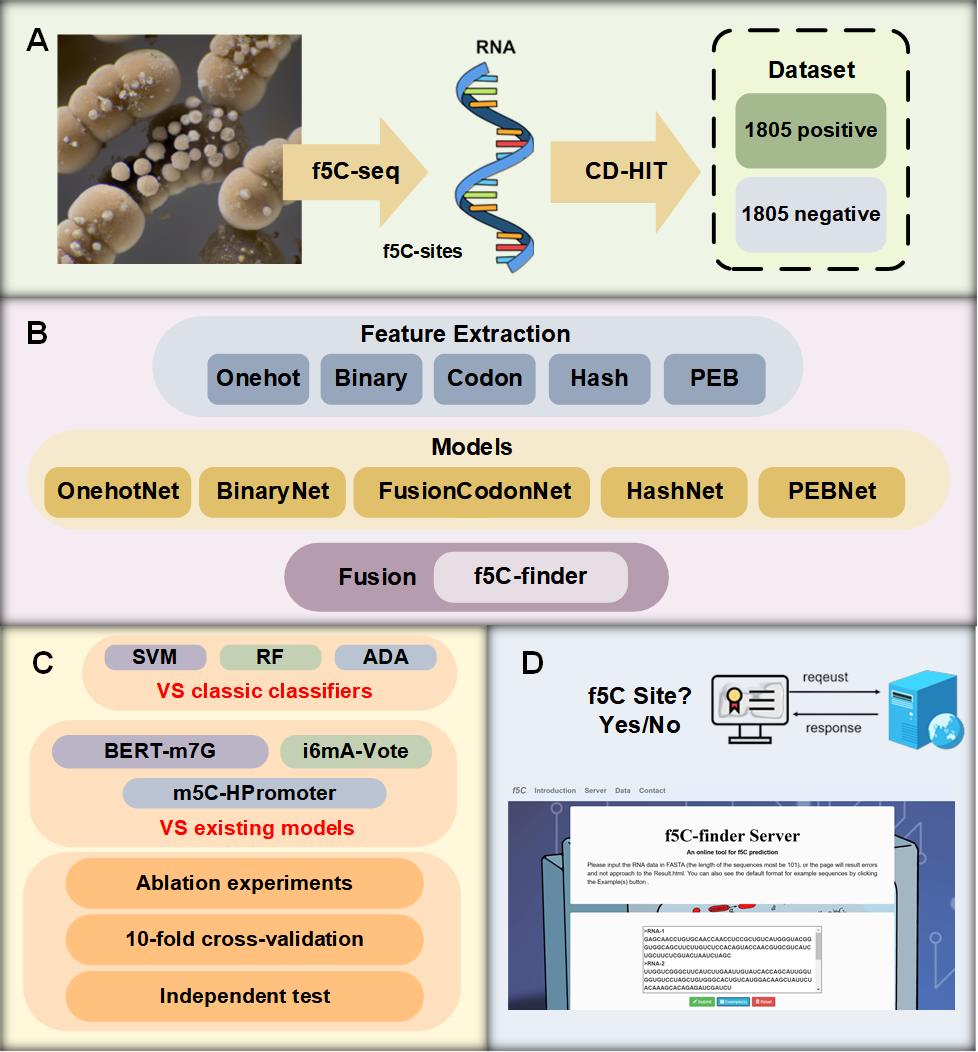 A
f5C-seq
RNA
f5C-sites
CD-HIT
Dataset
1805 positive
1805 negative
B
Feature Extraction
Onehot Binary Codon Hash PEB
Models
OnehotNet BinaryNet FusionCodonNet HashNet PEBNet
Fusion f5C-finder
C
SVM RF ADA
VS classic classifiers
BERT-m7G i6mA-Vote
m5C-HPromoter
VS existing models
Ablation experiments
10-fold cross-validation
Independent test
D
f5C Site?
Yes/No
reqeust
response
f5C Introduction Server Data Contact
f5C-finder Server
An online tool for f5C prediction
Please input the RNA data in FASTA (the length of the sequences most be 101), or the page will result errors
and not approach to the Result.html. You can also see the default format for example sequences by clicking
the Example(s) button..
>RNA-1
GAGCAACCUGUGCAACCAACCUCCGCUGUCAUGGGUACGG
GUGGCAGCUUCUUGUCUCCACAGUACCAACGUGCGUCAUC
UGCUUCUCGUACUAAUCUAGC
>RNA-2
UUGGUCGGGCUUCAUCUUGAAUUGUAUCACCAGCAUUGGU
GGUGUCCUAGCUGUGGGCACUGUCAUGGACAAGCUAUUCU
ACAAAGCACAGAGAUCGAUCU
Submit Example(s) Reset